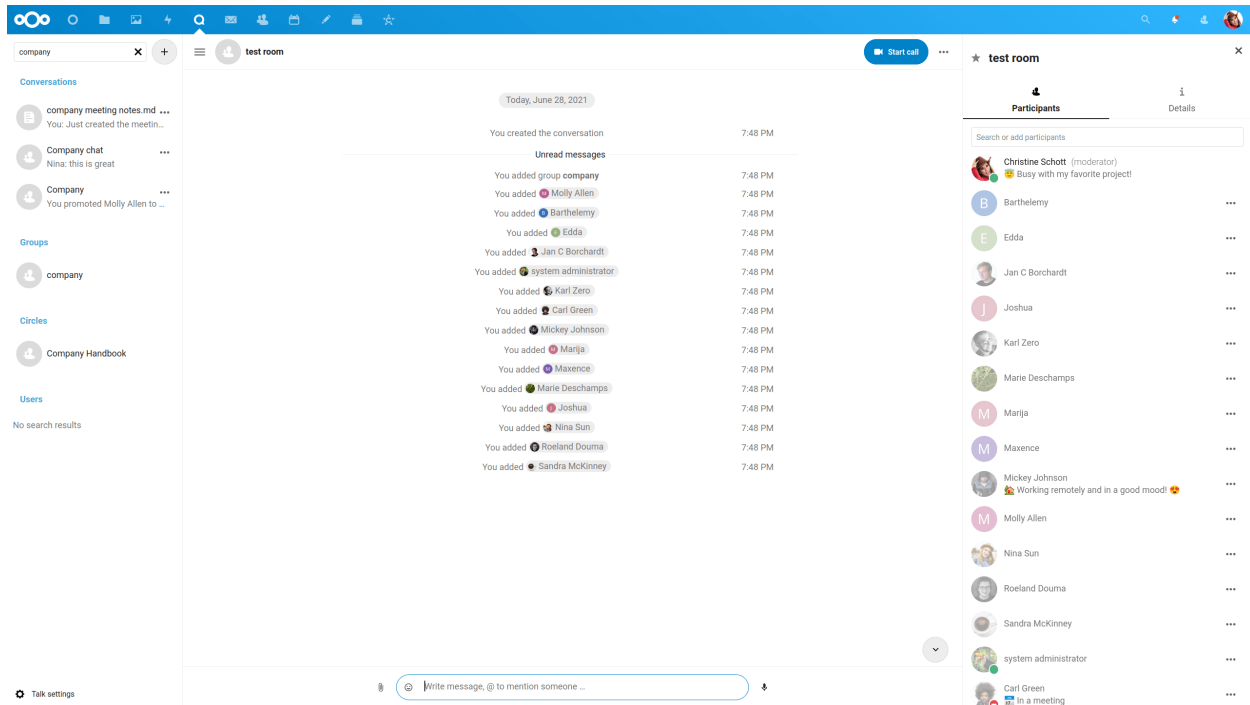 company
test room
Start call
Conversations
company meeting notes.md
You: Just created the meetin...
Company chat
Nina: this is great
Company
You promoted Molly Allen to ...
Groups
company
Circles
Company Handbook
Users
No search results
Talk settings
Today, June 28, 2021
You created the conversation 7:48 PM
Unread messages
You added group company 7:48 PM
You added M Molly Allen 7:48 PM
You added B Barthelemy 7:48 PM
You added E Edda 7:48 PM
You added Jan C Borchardt 7:48 PM
You added system administrator 7:48 PM
You added Karl Zero 7:48 PM
You added Carl Green 7:48 PM
You added Mickey Johnson 7:48 PM
You added M Marija 7:48 PM
You added M Maxence 7:48 PM
You added Marie Deschamps 7:48 PM
You added J Joshua 7:48 PM
You added Nina Sun 7:48 PM
You added Roeland Douma 7:48 PM
You added Sandra McKinney 7:48 PM
Write message, @ to mention someone ...
test room
Participants
Details
Search or add participants
Christine Schott (moderator)
😇 Busy with my favorite project!
B Barthelemy
E Edda
Jan C Borchardt
J Joshua
Karl Zero
Marie Deschamps
M Marija
M Maxence
Mickey Johnson
🏡 Working remotely and in a good mood! 😍
M Molly Allen
Nina Sun
Roeland Douma
Sandra McKinney
system administrator
Carl Green
📅 In a meeting